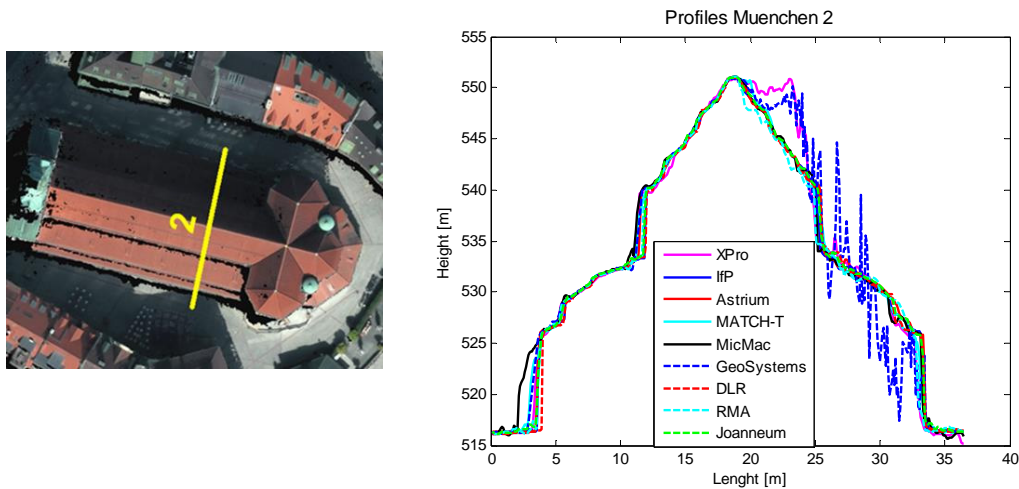 2
Profiles Muenchen 2
Height [m]
555
550
545
540
535
530
525
520
515
XPro
IfP
Astrium
MATCH-T
MicMac
GeoSystems
DLR
RMA
Joanneum
0 5 10 15 20 25 30 35 40
Lenght [m]